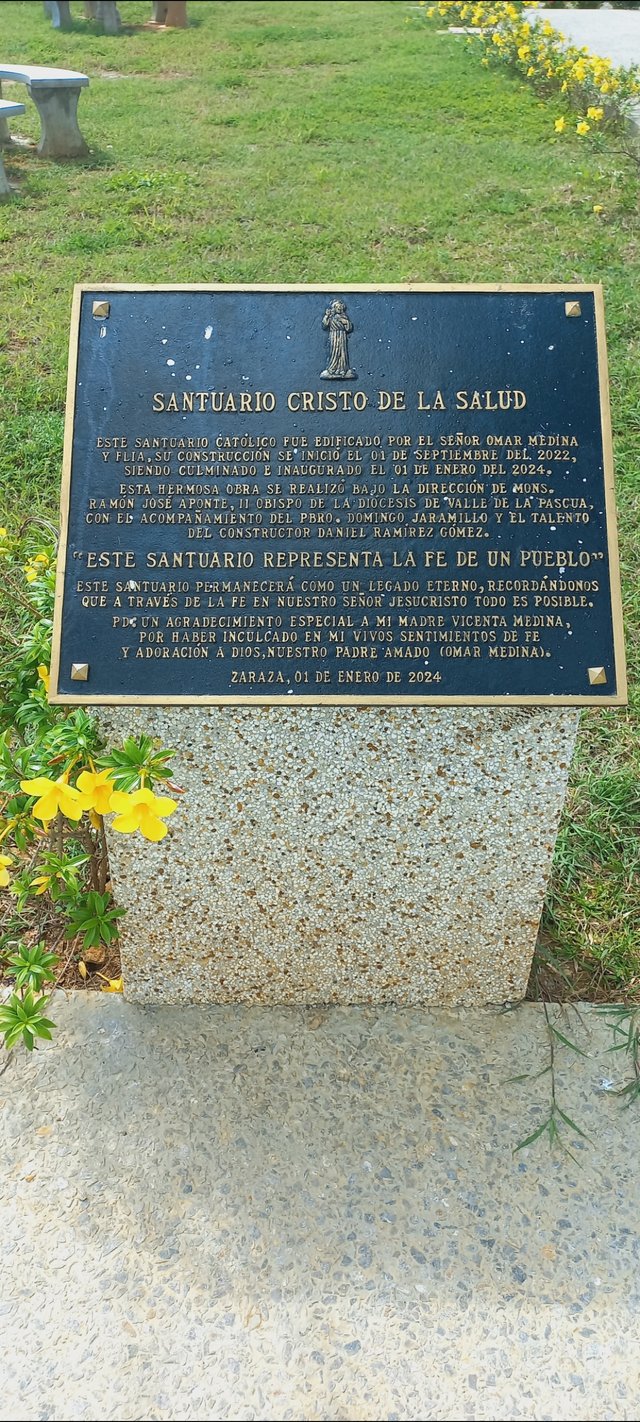 SANTUARIO CRISTO DE LA SALUD
ESTE SANTUARIO CATÓLICO FUE EDIFICADO POR EL SEÑOR OMAR MEDINA
Y FLIA, SU CONSTRUCCIÓN SE INICIÓ EL 01 DE SEPTIEMBRE DEL 2022,
SIENDO CULMINADO E INAUGURADO EL 01 DE ENERO DEL 2024.
ESTA HERMOSA OBRA SE REALIZÓ BAJO LA DIRECCIÓN DE MONS.
RAMÓN JOSÉ APONTE, II OBISPO DE LA DIÓCESIS DE VALLE DE LA PASCUA,
CON EL ACOMPAÑAMIENTO DEL PBRO. DOMINGO JARAMILLO Y EL TALENTO
DEL CONSTRUCTOR DANIEL RAMÍREZ GÓMEZ.
"ESTE SANTUARIO REPRESENTA LA FE DE UN PUEBLO"
ESTE SANTUARIO PERMANECERÁ COMO UN LEGADO ETERNO, RECORDÁNDONOS
QUE A TRAVÉS DE LA FE EN NUESTRO SEÑOR JESUCRISTO TODO ES POSIBLE.
PD: UN AGRADECIMIENTO ESPECIAL A MI MADRE VICENTA MEDINA,
POR HABER INCULCADO EN MI VIVOS SENTIMIENTOS DE FE
Y ADORACIÓN A DIOS, NUESTRO PADRE AMADO (OMAR MEDINA).
ZARAZA, 01 DE ENERO DE 2024